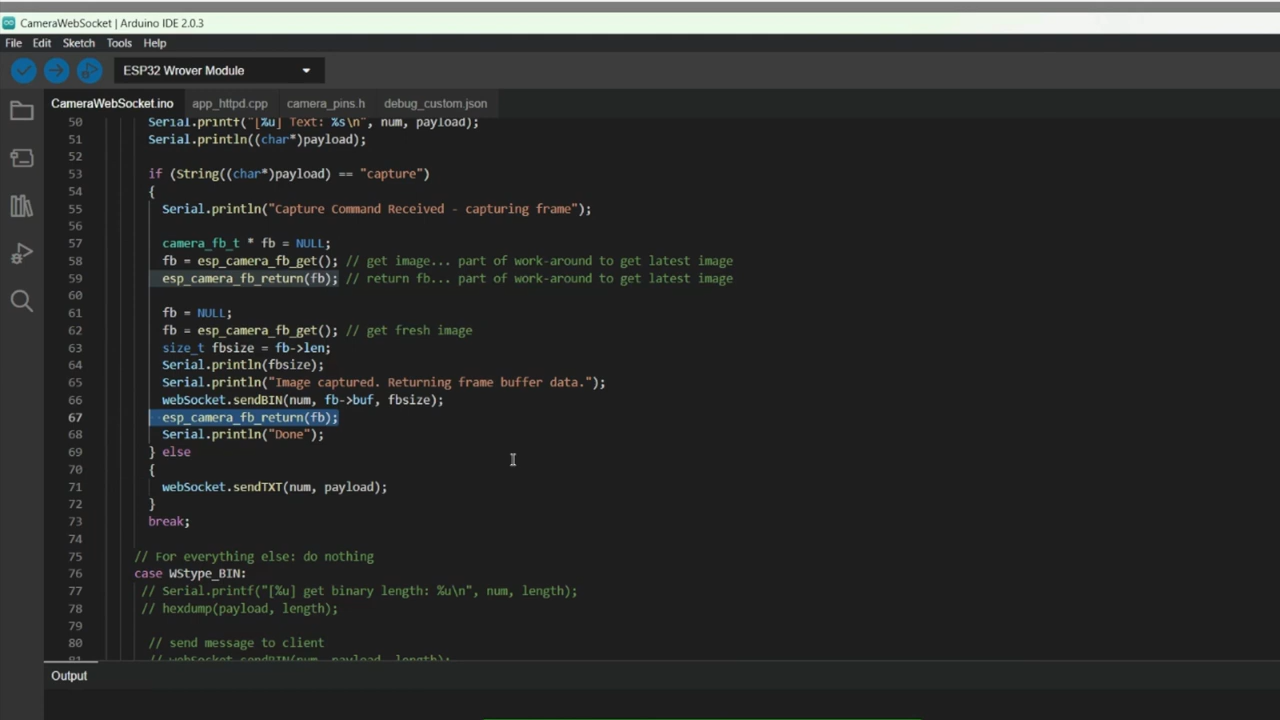 CameraWebSocket | Arduino IDE 2.0.3
File Edit Sketch Tools Help
ESP32 Wrover Module
CameraWebSocket.ino app_httpd.cpp camera_pins.h debug_custom.json
50 Serial.printf("[%u] Text: %s\n", num, payload);
51 Serial.println((char*)payload);
52
53 if (String((char*)payload) == "capture")
54 {
55 Serial.println("Capture Command Received - capturing frame");
56
57 camera_fb_t * fb = NULL;
58 fb = esp_camera_fb_get(); // get image... part of work-around to get latest image
59 esp_camera_fb_return(fb); // return fb... part of work-around to get latest image
60
61 fb = NULL;
62 fb = esp_camera_fb_get(); // get fresh image
63 size_t fbsize = fb->len;
64 Serial.println(fbsize);
65 Serial.println("Image captured. Returning frame buffer data.");
66 webSocket.sendBIN(num, fb->buf, fbsize);
67 esp_camera_fb_return(fb);
68 Serial.println("Done");
69 } else
70 {
71 webSocket.sendTXT(num, payload);
72 }
73 break;
74
75 // For everything else: do nothing
76 case WStype_BIN:
77 // Serial.printf("[%u] get binary length: %u\n", num, length);
78 // hexdump(payload, length);
79
80 // send message to client
81 // webSocket.sendBIN(num, payload, length);
Output